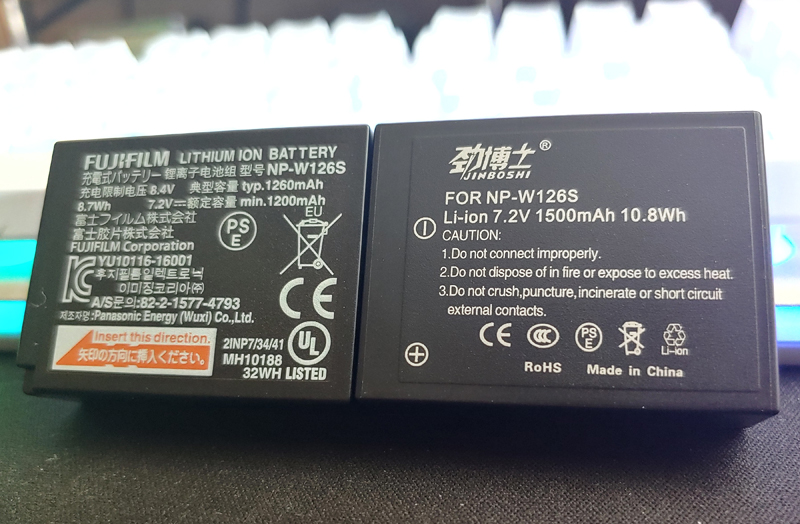 FUJIFILM LITHIUM ION BATTERY
充電式バッテリー 锂离子电池组 型号 NP-W126S
充电限制电压 8.4V 典型容量 typ.1260mAh
8.7Wh 7.2V⎓额定容量 min.1200mAh
富士フイルム株式会社
富士胶片株式会社
FUJIFILM Corporation
YU10116-16001
후지필름일렉트로닉
이미징코리아㈜
A/S문의:82-2-1577-4793
제조자명:Panasonic Energy (Wuxi) Co.,Ltd.
Insert this direction.
矢印の方向に挿入ください。
PS
E
EU
CE
2INP7/34/41
MH10188
32WH
UL
LISTED
劲博士®
JINBOSHI
FOR NP-W126S
Li-ion 7.2V 1500mAh 10.8Wh
CAUTION:
1.Do not connect improperly.
2.Do not dispose of in fire or expose to excess heat.
3.Do not crush,puncture, incinerate or short circuit
external contacts.
CE
CCC
PS
E
Li-ion
RoHS Made in China